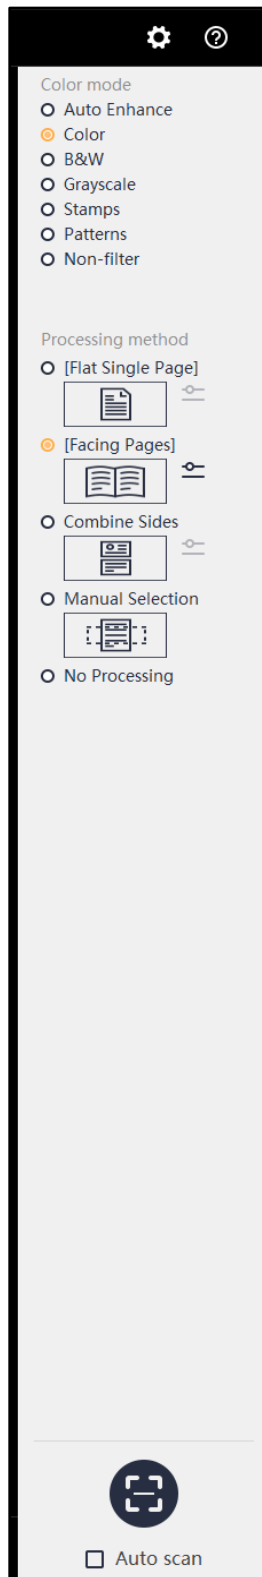 Color mode
Auto Enhance
Color
B&W
Grayscale
Stamps
Patterns
Non-filter
Processing method
[Flat Single Page]
[Facing Pages]
Combine Sides
Manual Selection
No Processing
Auto scan